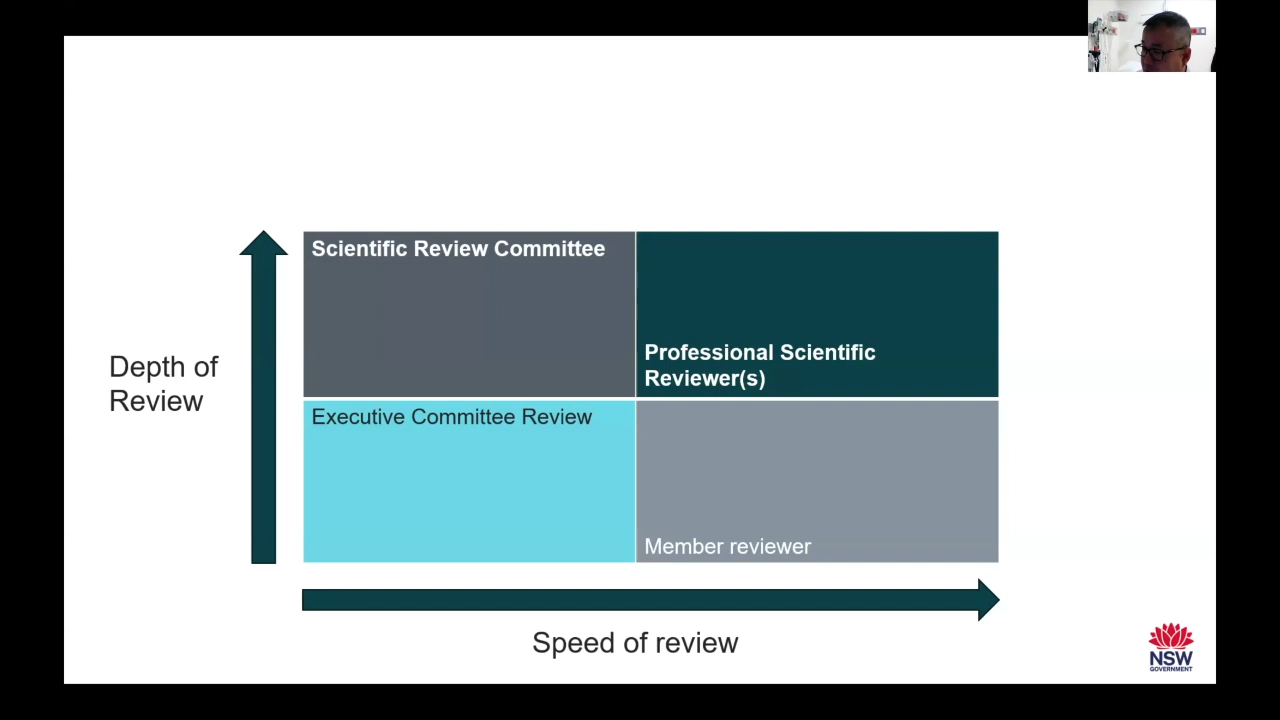 Scientific Review Committee
Professional Scientific
Reviewer(s)
Depth of
Review
Executive Committee Review
Member reviewer
Speed of review
NSW
GOVERNMENT